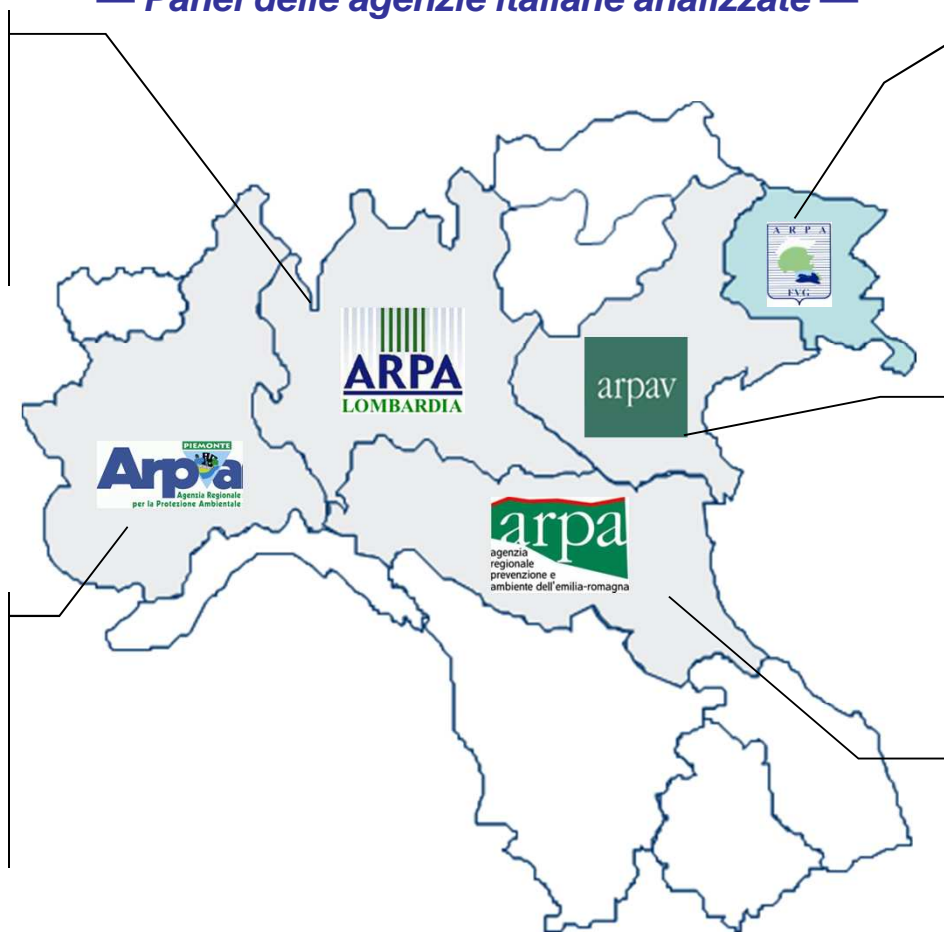 — Panel delle agenzie italiane analizzate —
A R P A
FVG
ARPA
LOMBARDIA
arpav
PIEMONTE
Arpa
Agenzia Regionale
per la Protezione Ambientale
arpa
agenzia
regionale
prevenzione e
ambiente dell'emilia-romagna